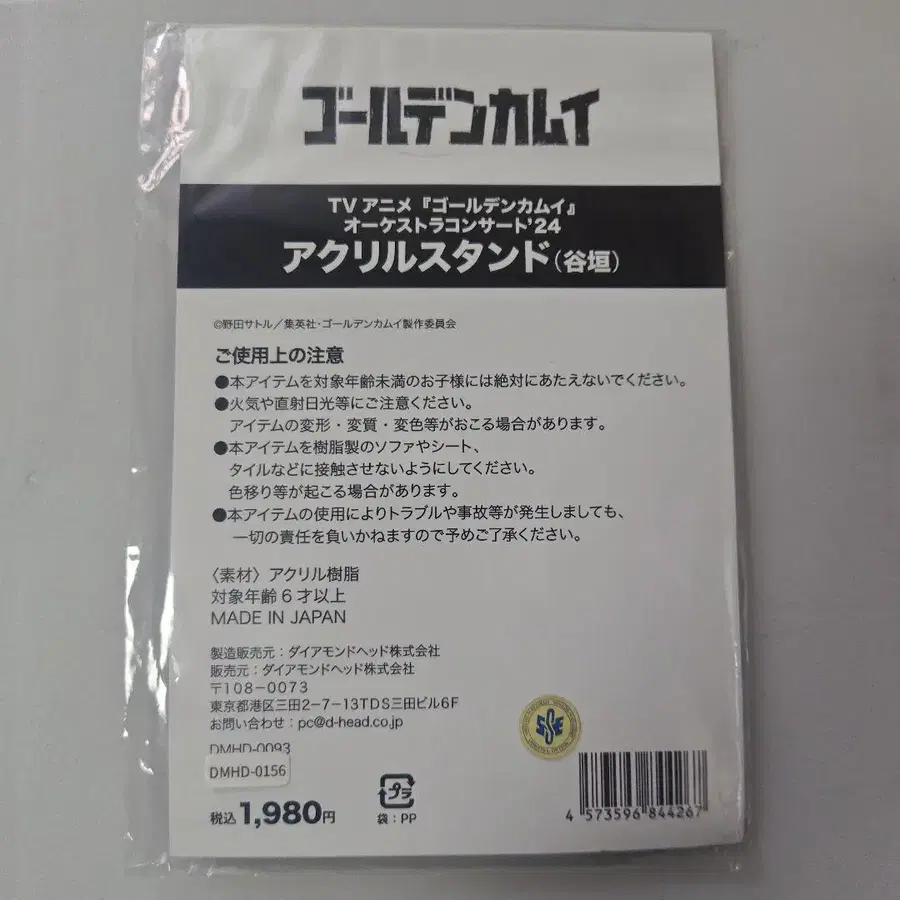 ゴールデンカムイ
TVアニメ『ゴールデンカムイ』
オーケストラコンサート'24
アクリルスタンド(谷垣)
©野田サトル/集英社・ゴールデンカムイ製作委員会
ご使用上の注意
●本アイテムを対象年齢未満のお子様には絶対にあたえないでください。
●火気や直射日光等にご注意ください。
アイテムの変形・変質・変色等がおこる場合があります。
●本アイテムを樹脂製のソファやシート、
タイルなどに接触させないようにしてください。
色移り等が起こる場合があります。
●本アイテムの使用によりトラブルや事故等が発生しましても、
一切の責任を負いかねますので予めご了承ください。
〈素材〉アクリル樹脂
対象年齢6才以上
MADE IN JAPAN
製造販売元：ダイアモンドヘッド株式会社
販売元：ダイアモンドヘッド株式会社
〒108-0073
東京都港区三田2-7-13TDS三田ビル6F
お問い合わせ：pc@d-head.co.jp
DMHD-0093
DMHD-0156
税込1,980円
プラ
袋：PP
4 573596 844267